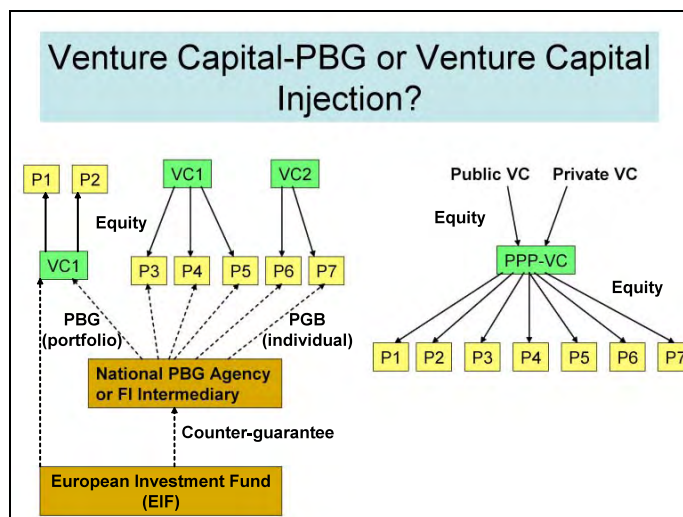 Venture Capital-PBG or Venture Capital
Injection?
P1
P2
VC1
VC2
Public VC
Private VC
Equity
Equity
VC1
P3
P4
P5
P6
P7
PPP-VC
Equity
PBG
(portfolio)
PGB
(individual)
P1
P2
P3
P4
P5
P6
P7
National PBG Agency
or FI Intermediary
Counter-guarantee
European Investment Fund
(EIF)